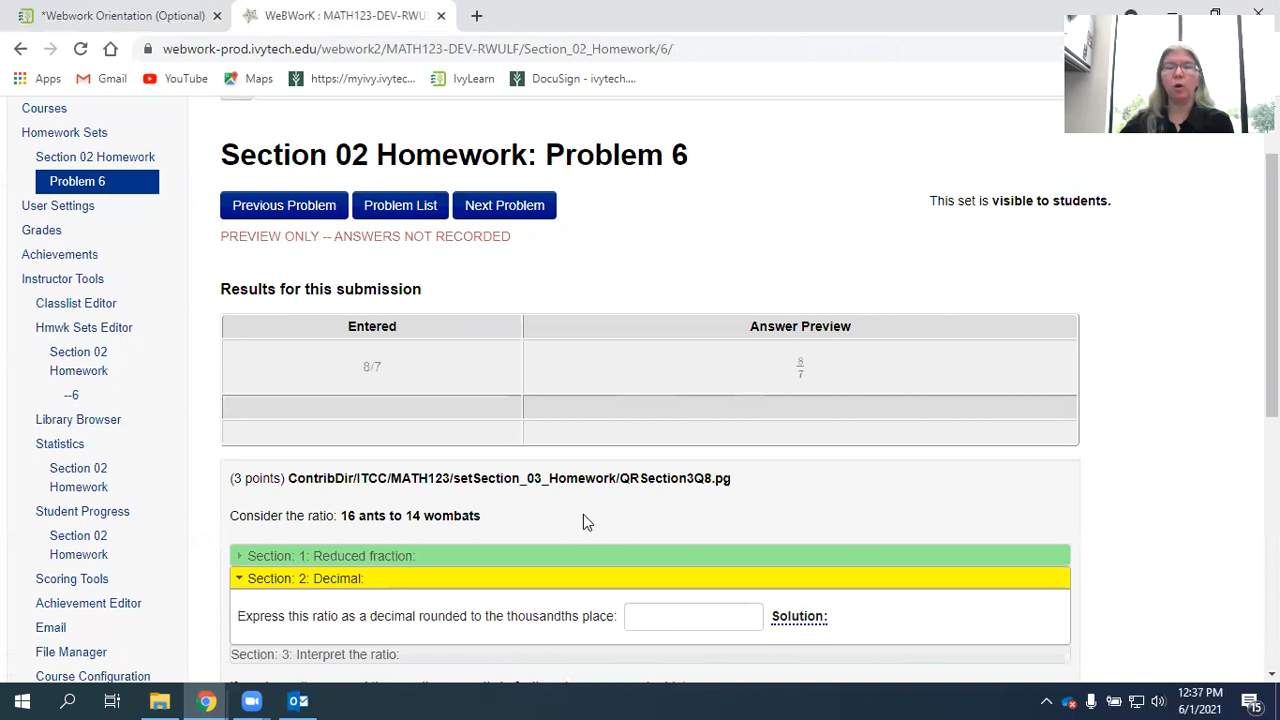 *Webwork Orientation (Optional)
WeBWorK : MATH123-DEV-RWU
webwork-prod.ivytech.edu/webwork2/MATH123-DEV-RWULF/Section_02_Homework/6/
Apps
Gmail
YouTube
Maps
https://myivy.ivytec...
IvyLearn
DocuSign - ivytech....
Courses
Homework Sets
Section 02 Homework
Problem 6
User Settings
Grades
Achievements
Instructor Tools
Classlist Editor
Hmwk Sets Editor
Section 02
Homework
--6
Library Browser
Statistics
Section 02
Homework
Student Progress
Section 02
Homework
Scoring Tools
Achievement Editor
Email
File Manager
Course Configuration
Section 02 Homework: Problem 6
Previous Problem
Problem List
Next Problem
This set is visible to students.
PREVIEW ONLY -- ANSWERS NOT RECORDED
Results for this submission
Entered
Answer Preview
8/7
8
7
(3 points) ContribDir/ITCC/MATH123/setSection_03_Homework/QRSection3Q8.pg
Consider the ratio: 16 ants to 14 wombats
Section: 1: Reduced fraction:
Section: 2: Decimal:
Express this ratio as a decimal rounded to the thousandths place:
Solution:
Section: 3: Interpret the ratio:
12:37 PM
6/1/2021
15